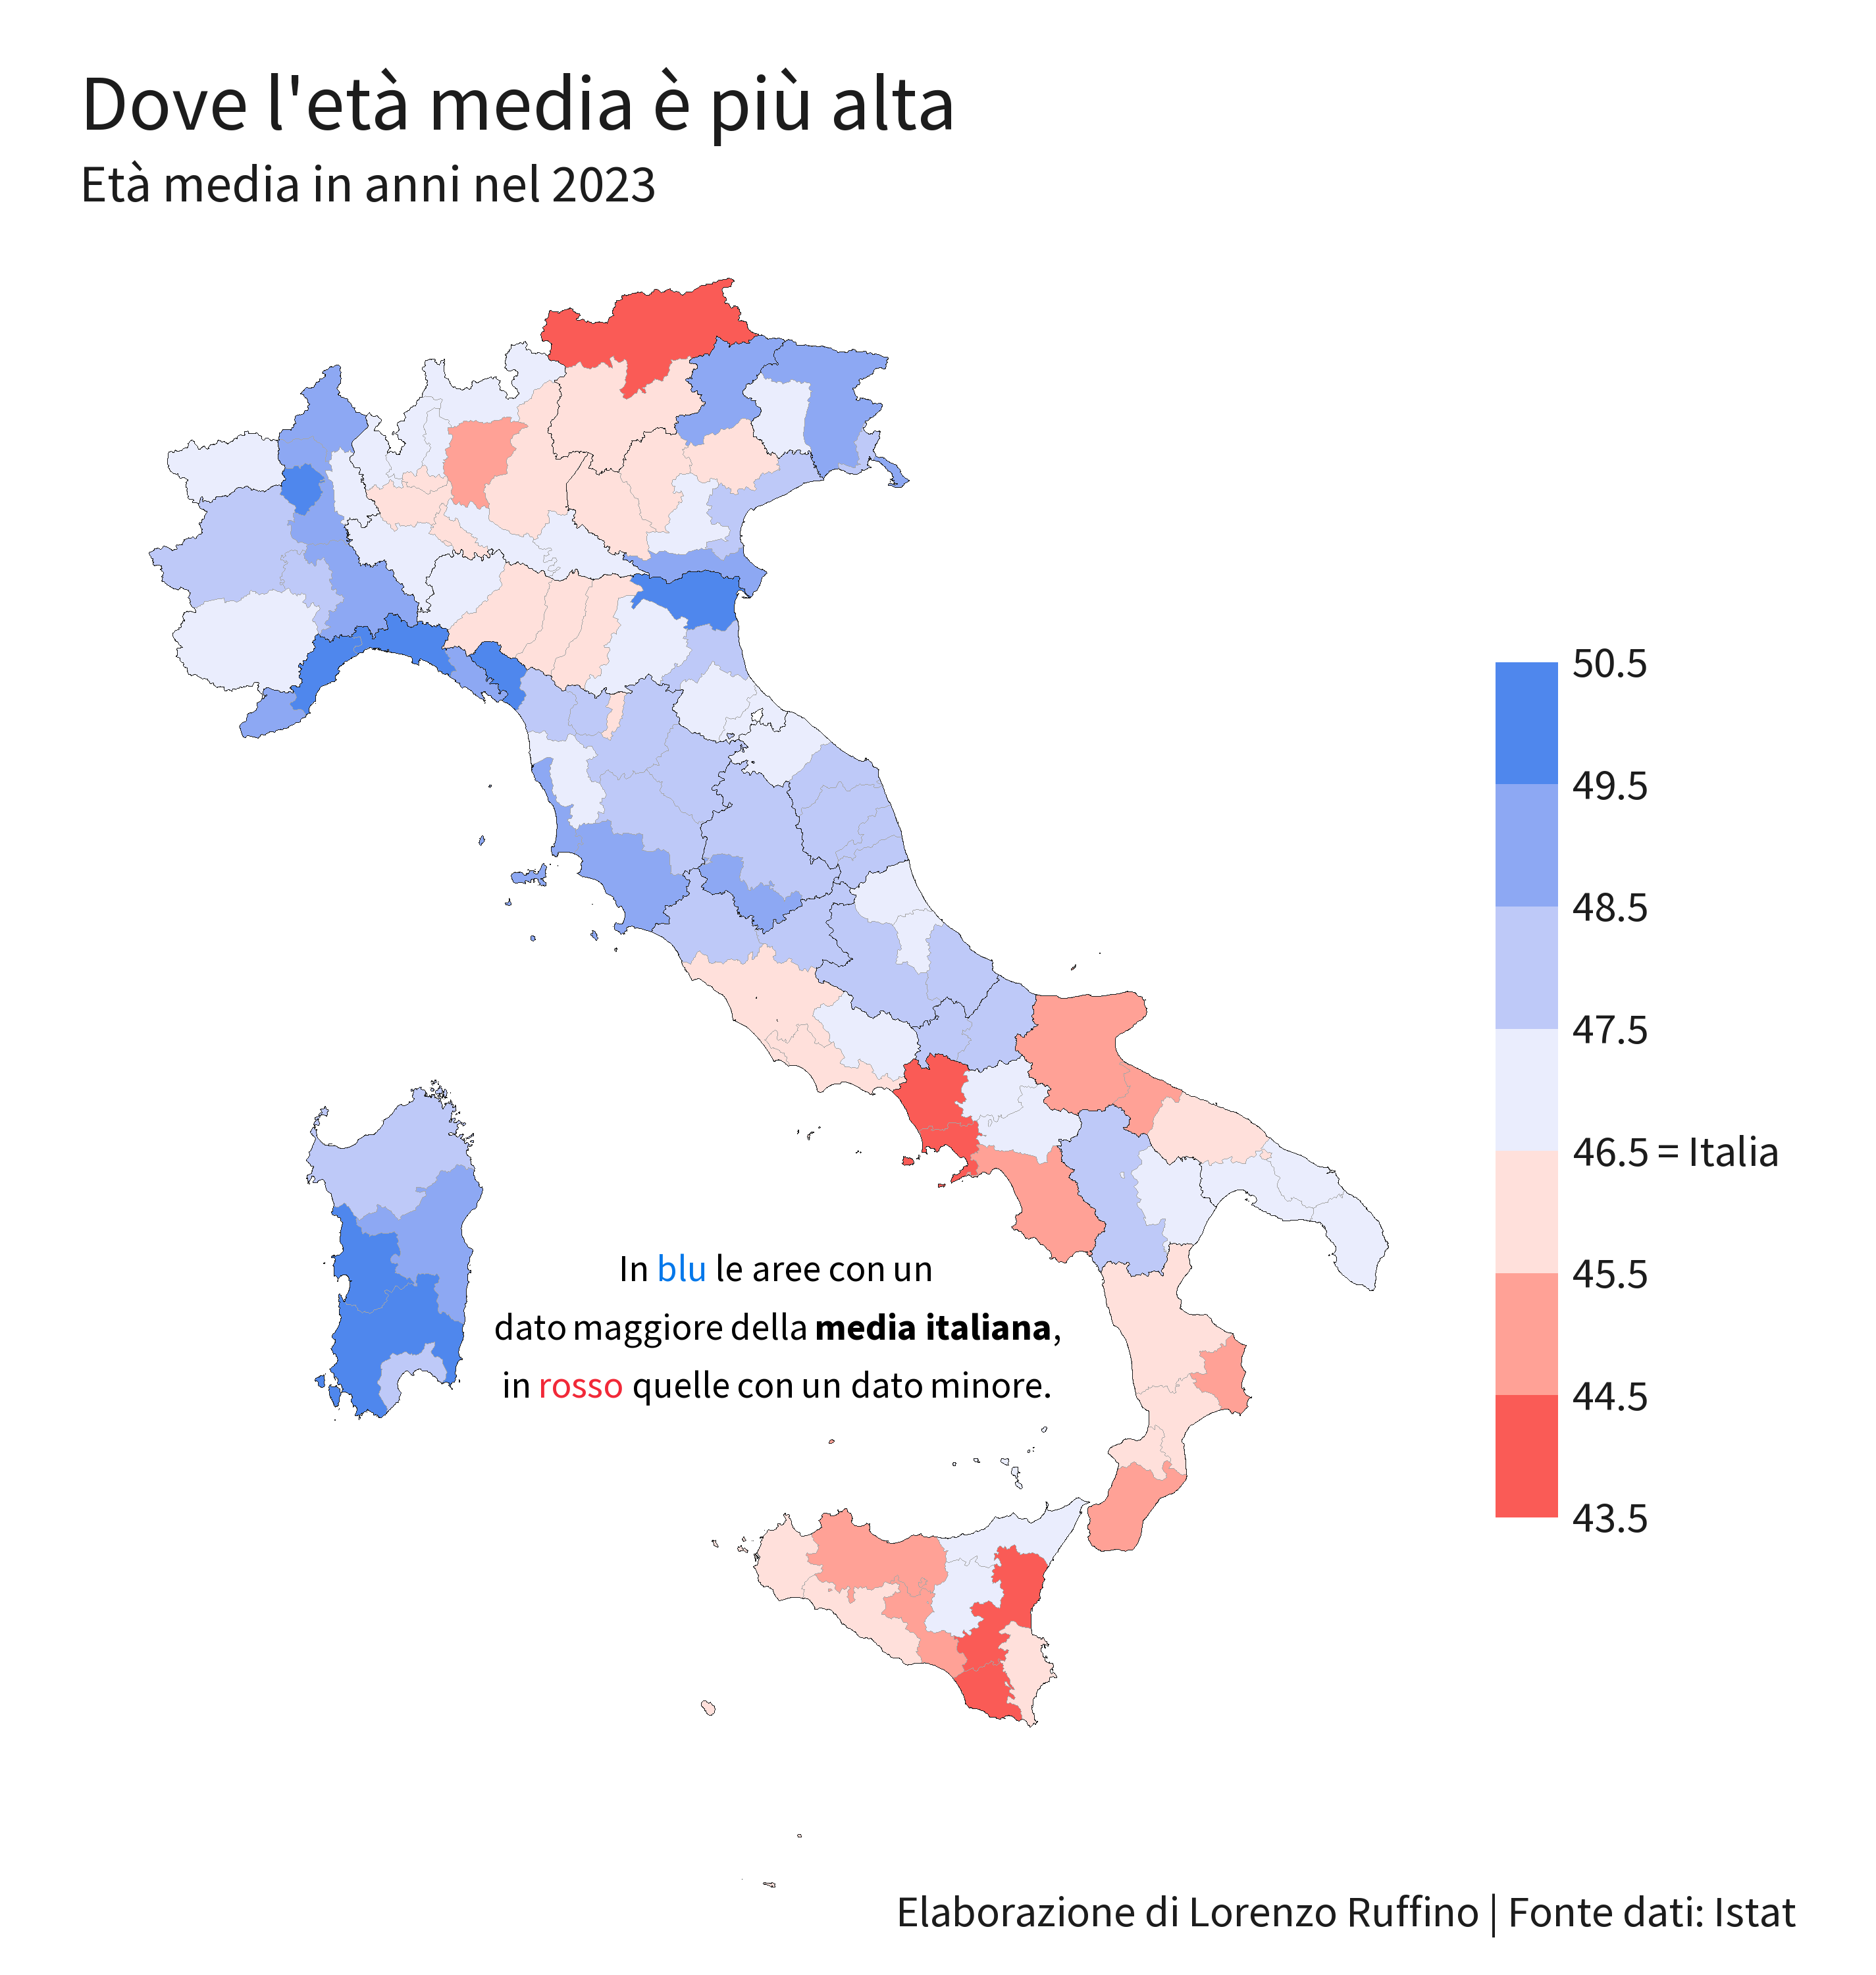 Dove l'età media è più alta
Età media in anni nel 2023
50.5
49.5
48.5
47.5
46.5 = Italia
45.5
44.5
43.5
In blu le aree con un
dato maggiore della media italiana,
in rosso quelle con un dato minore.
Elaborazione di Lorenzo Ruffino | Fonte dati: Istat